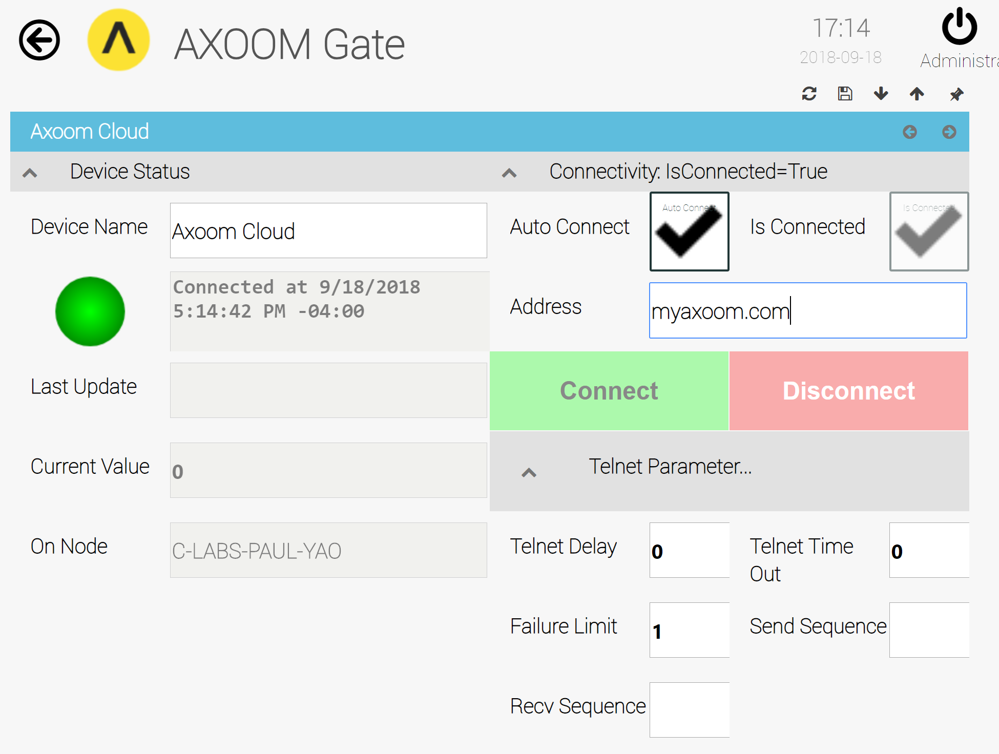 AXOOM Gate
17:14
2018-09-18
Administra
Axoom Cloud
Device Status
Connectivity: IsConnected=True
Device Name
Axoom Cloud
Auto Connect
Auto Connect
Is Connected
Is Connected
Connected at 9/18/2018
5:14:42 PM -04:00
Address
myaxoom.com
Last Update
Connect
Disconnect
Current Value
0
Telnet Parameter...
On Node
C-LABS-PAUL-YAO
Telnet Delay
0
Telnet Time
Out
0
Failure Limit
1
Send Sequence
Recv Sequence